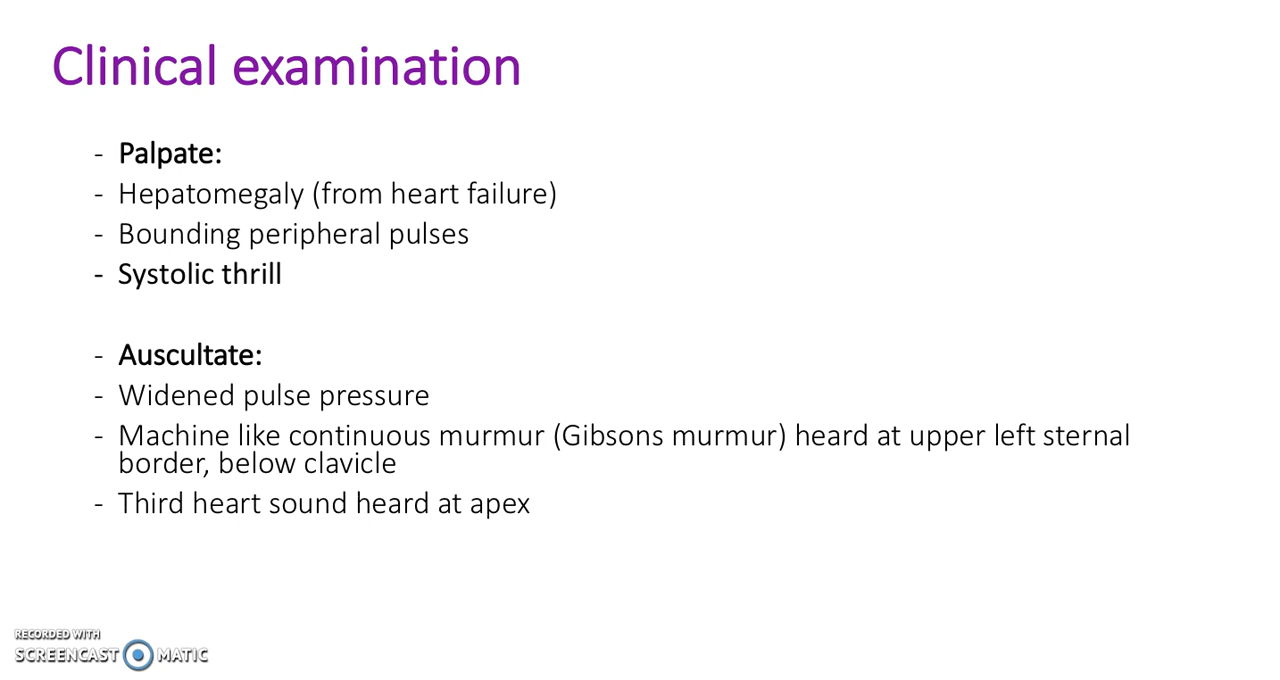 Clinical examination
- Palpate:
- Hepatomegaly (from heart failure)
- Bounding peripheral pulses
- Systolic thrill
- Auscultate:
- Widened pulse pressure
- Machine like continuous murmur (Gibsons murmur) heard at upper left sternal
border, below clavicle
- Third heart sound heard at apex
RECORDED WITH
SCREENCAST MATIC